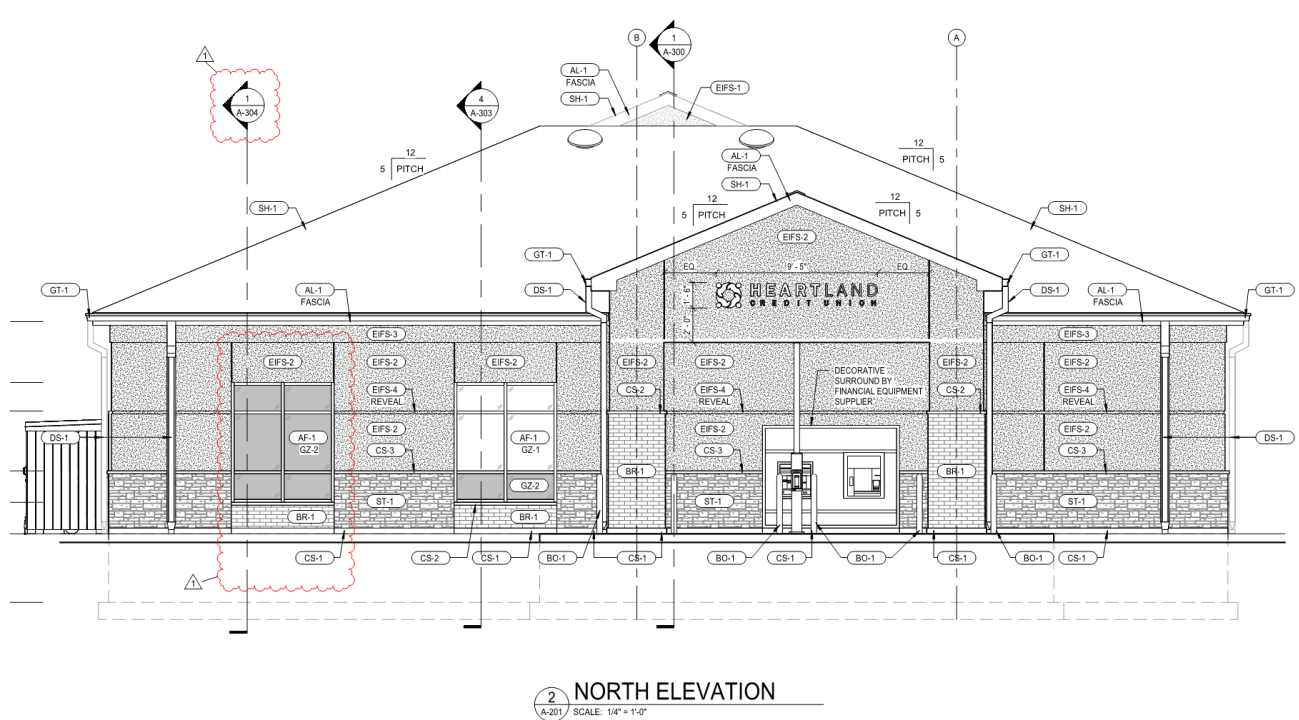 B
1
A-300
A
1
1
A-304
4
A-303
AL-1
FASCIA
SH-1
EIFS-1
12
5
PITCH
12
PITCH
5
AL-1
FASCIA
SH-1
12
5
PITCH
12
PITCH
5
SH-1
SH-1
EIFS-2
GT-1
GT-1
EQ.
9' - 5"
EQ.
GT-1
AL-1
FASCIA
DS-1
1' - 6"
HEARTLAND
CREDIT UNION
DS-1
AL-1
FASCIA
GT-1
2' - 0"
EIFS-3
EIFS-3
EIFS-2
EIFS-2
EIFS-2
EIFS-2
EIFS-2
EIFS-2
EIFS-2
DECORATIVE
SURROUND BY
FINANCIAL EQUIPMENT
SUPPLIER
EIFS-4
REVEAL
CS-2
EIFS-4
REVEAL
CS-2
EIFS-4
REVEAL
DS-1
AF-1
GZ-2
EIFS-2
CS-3
AF-1
GZ-1
EIFS-2
CS-3
EIFS-2
CS-3
DS-1
BR-1
BR-1
GZ-2
ST-1
ST-1
ST-1
BR-1
BR-1
CS-1
CS-2
CS-1
BO-1
CS-1
BO-1
CS-1
BO-1
CS-1
BO-1
CS-1
1
2
A-201
NORTH ELEVATION
SCALE: 1/4" = 1'-0"